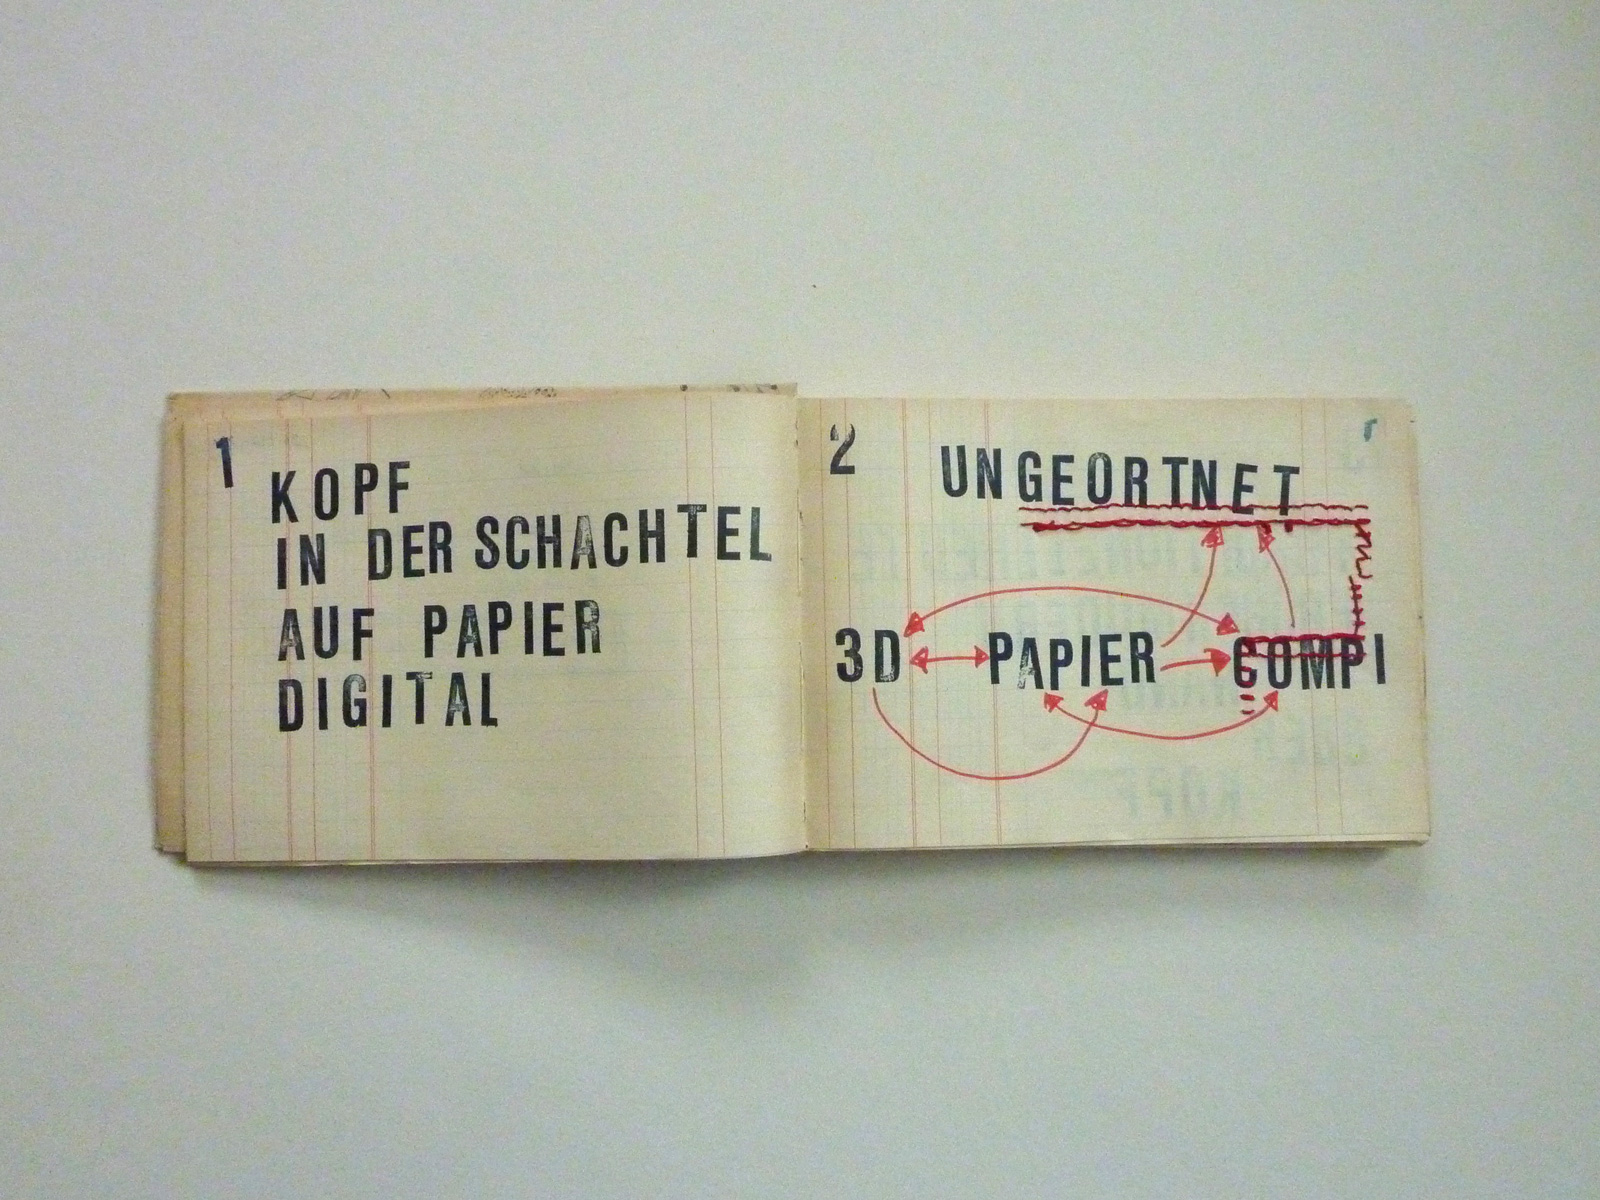 1
KOPF
IN DER SCHACHTEL
AUF PAPIER
DIGITAL
2
UNGEORTNET
3D PAPIER COMPI